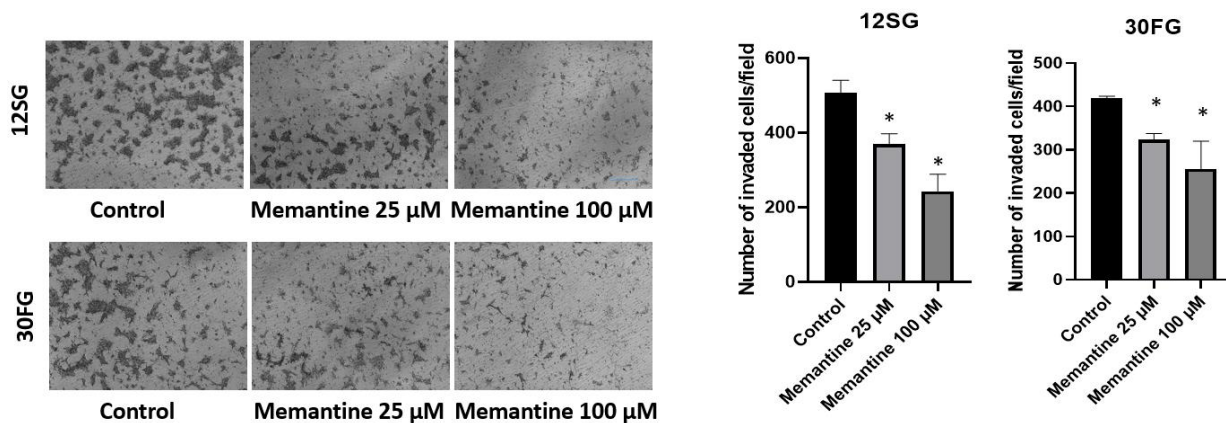 12SG
Control
Memantine 25 µM
Memantine 100 µM
30FG
Control
Memantine 25 µM
Memantine 100 µM
12SG
Number of invaded cells/field
600
400
200
0
*
*
Control
Memantine 25 µM
Memantine 100 µM
30FG
Number of invaded cells/field
500
400
300
200
100
0
*
*
Control
Memantine 25 µM
Memantine 100 µM